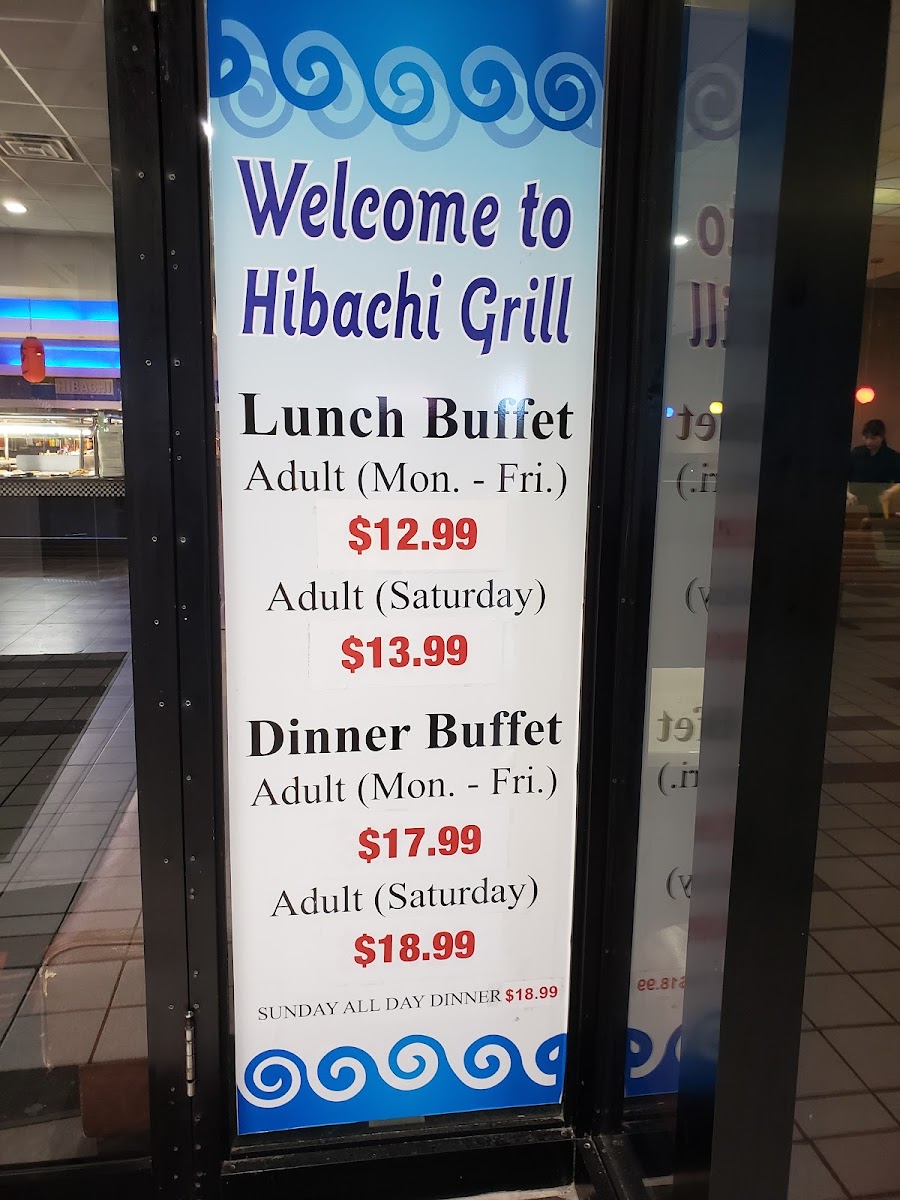 Welcome to
Hibachi Grill
Lunch Buffet
Adult (Mon. - Fri.)
$12.99
Adult (Saturday)
$13.99
Dinner Buffet
Adult (Mon. - Fri.)
$17.99
Adult (Saturday)
$18.99
SUNDAY ALL DAY DINNER $18.99
HIBACHI